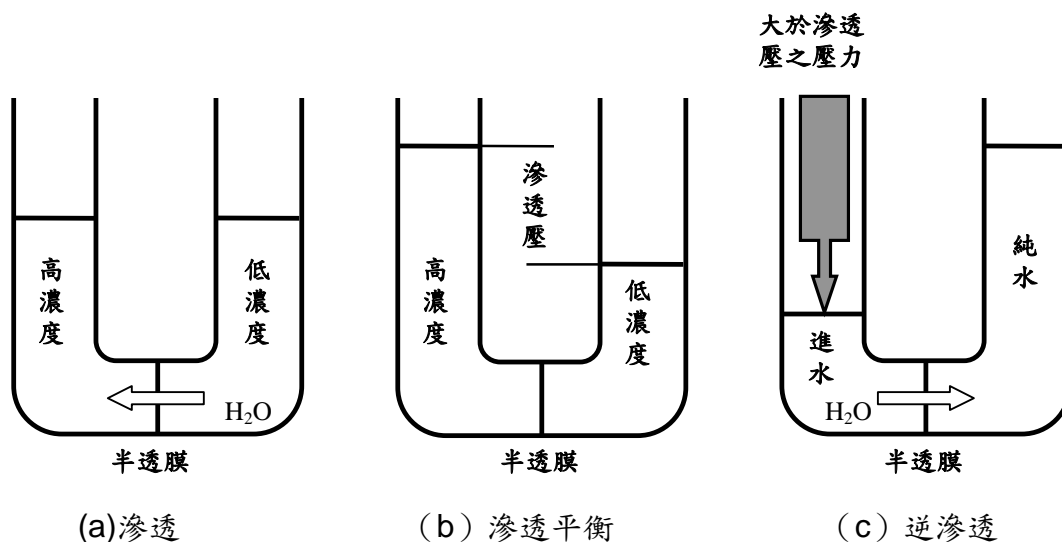 高濃度
低濃度
H₂O
半透膜
(a)滲透
滲透壓
高濃度
低濃度
半透膜
（b）滲透平衡
大於滲透
壓之壓力
進水
純水
H₂O
半透膜
（c）逆滲透